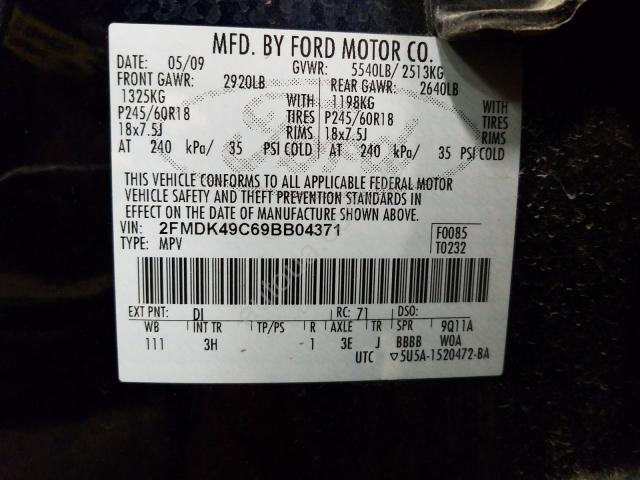 MFD. BY FORD MOTOR CO.
DATE: 05/09 GVWR: 5540LB/ 2513KG
FRONT GAWR: 2920LB REAR GAWR: 2640LB
1325KG WITH 1198KG WITH
P245/60R18 TIRES P245/60R18 TIRES
18x7.5J RIMS 18x7.5J RIMS
AT 240 kPa/ 35 PSI COLD AT 240 kPa/ 35 PSI COLD
THIS VEHICLE CONFORMS TO ALL APPLICABLE FEDERAL MOTOR
VEHICLE SAFETY AND THEFT PREVENTION STANDARDS IN
EFFECT ON THE DATE OF MANUFACTURE SHOWN ABOVE.
VIN: 2FMDK49C69BB04371 F0085
TYPE: MPV T0232
EXT PNT: DI RC: 71 DSO:
WB INT TR TP/PS R AXLE TR SPR 9Q11A
111 3H 1 3E J BBBB W0A
UTC ▽5U5A-1520472-BA